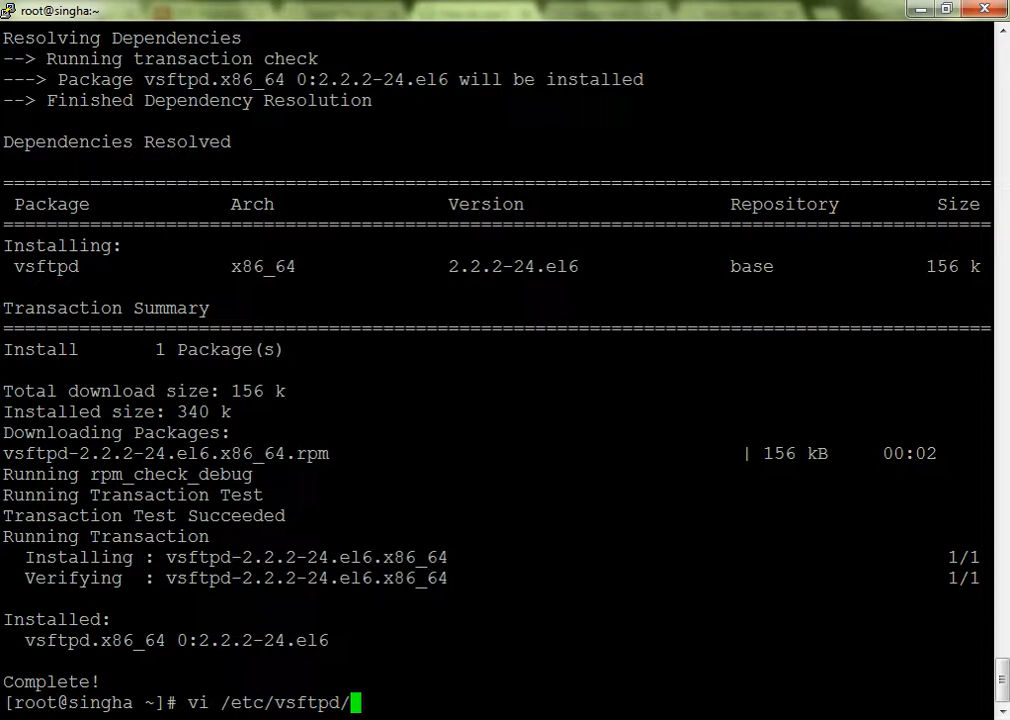 root@singha:~
Resolving Dependencies
--> Running transaction check
---> Package vsftpd.x86_64 0:2.2.2-24.el6 will be installed
--> Finished Dependency Resolution
Dependencies Resolved
================================================================================
Package Arch Version Repository Size
================================================================================
Installing:
vsftpd x86_64 2.2.2-24.el6 base 156 k
Transaction Summary
================================================================================
Install 1 Package(s)
Total download size: 156 k
Installed size: 340 k
Downloading Packages:
vsftpd-2.2.2-24.el6.x86_64.rpm | 156 kB 00:02
Running rpm_check_debug
Running Transaction Test
Transaction Test Succeeded
Running Transaction
Installing : vsftpd-2.2.2-24.el6.x86_64 1/1
Verifying : vsftpd-2.2.2-24.el6.x86_64 1/1
Installed:
vsftpd.x86_64 0:2.2.2-24.el6
Complete!
[root@singha ~]# vi /etc/vsftpd/